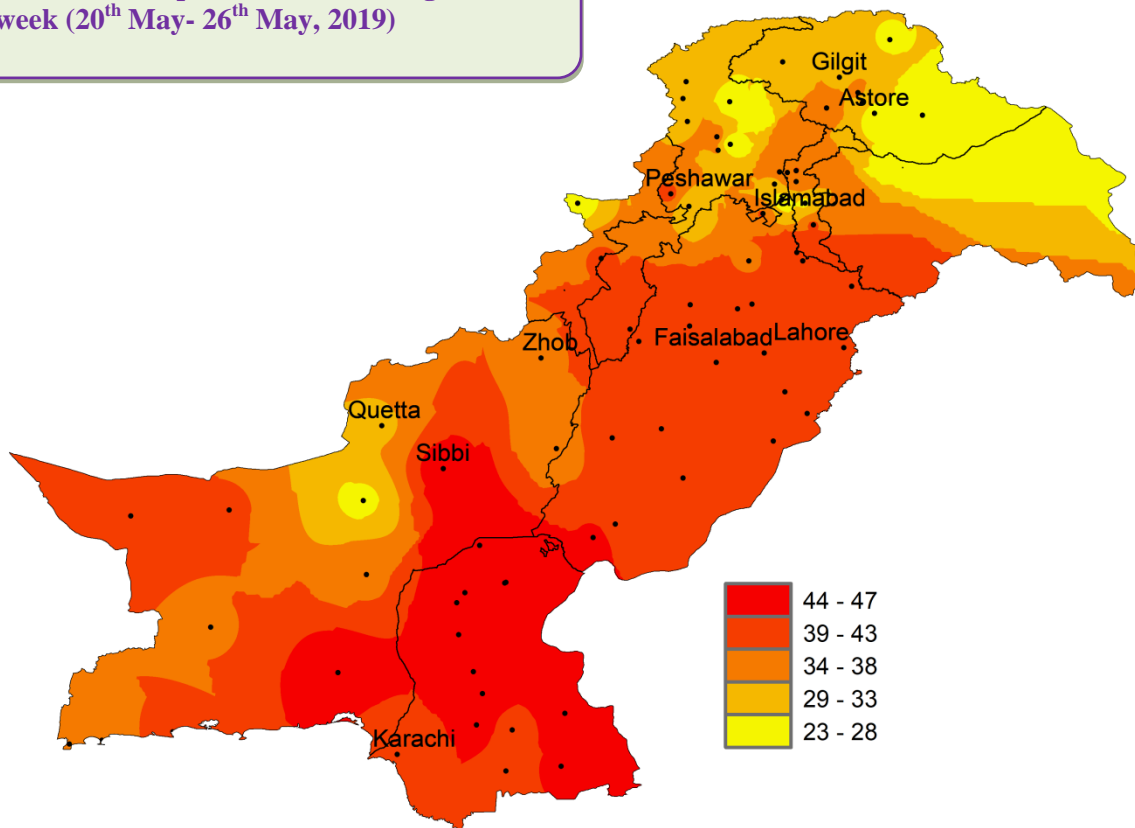 week (20th May- 26th May, 2019)
Gilgit
Astore
Peshawar
Islamabad
Zhob
Faisalabad
Lahore
Quetta
Sibbi
Karachi
44 - 47
39 - 43
34 - 38
29 - 33
23 - 28